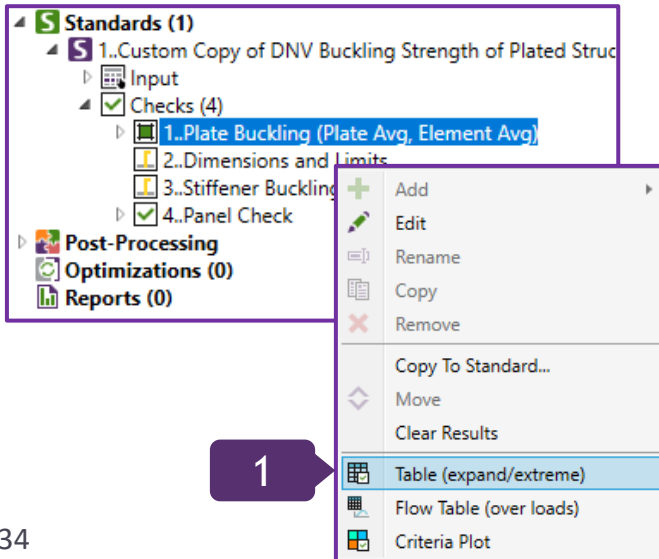 Standards (1)
1..Custom Copy of DNV Buckling Strength of Plated Struc
Input
Checks (4)
1..Plate Buckling (Plate Avg, Element Avg)
2..Dimensions and Limits
3..Stiffener Buckling
4..Panel Check
Post-Processing
Optimizations (0)
Reports (0)
Add
Edit
Rename
Copy
Remove
Copy To Standard...
Move
Clear Results
1
Table (expand/extreme)
Flow Table (over loads)
Criteria Plot
34